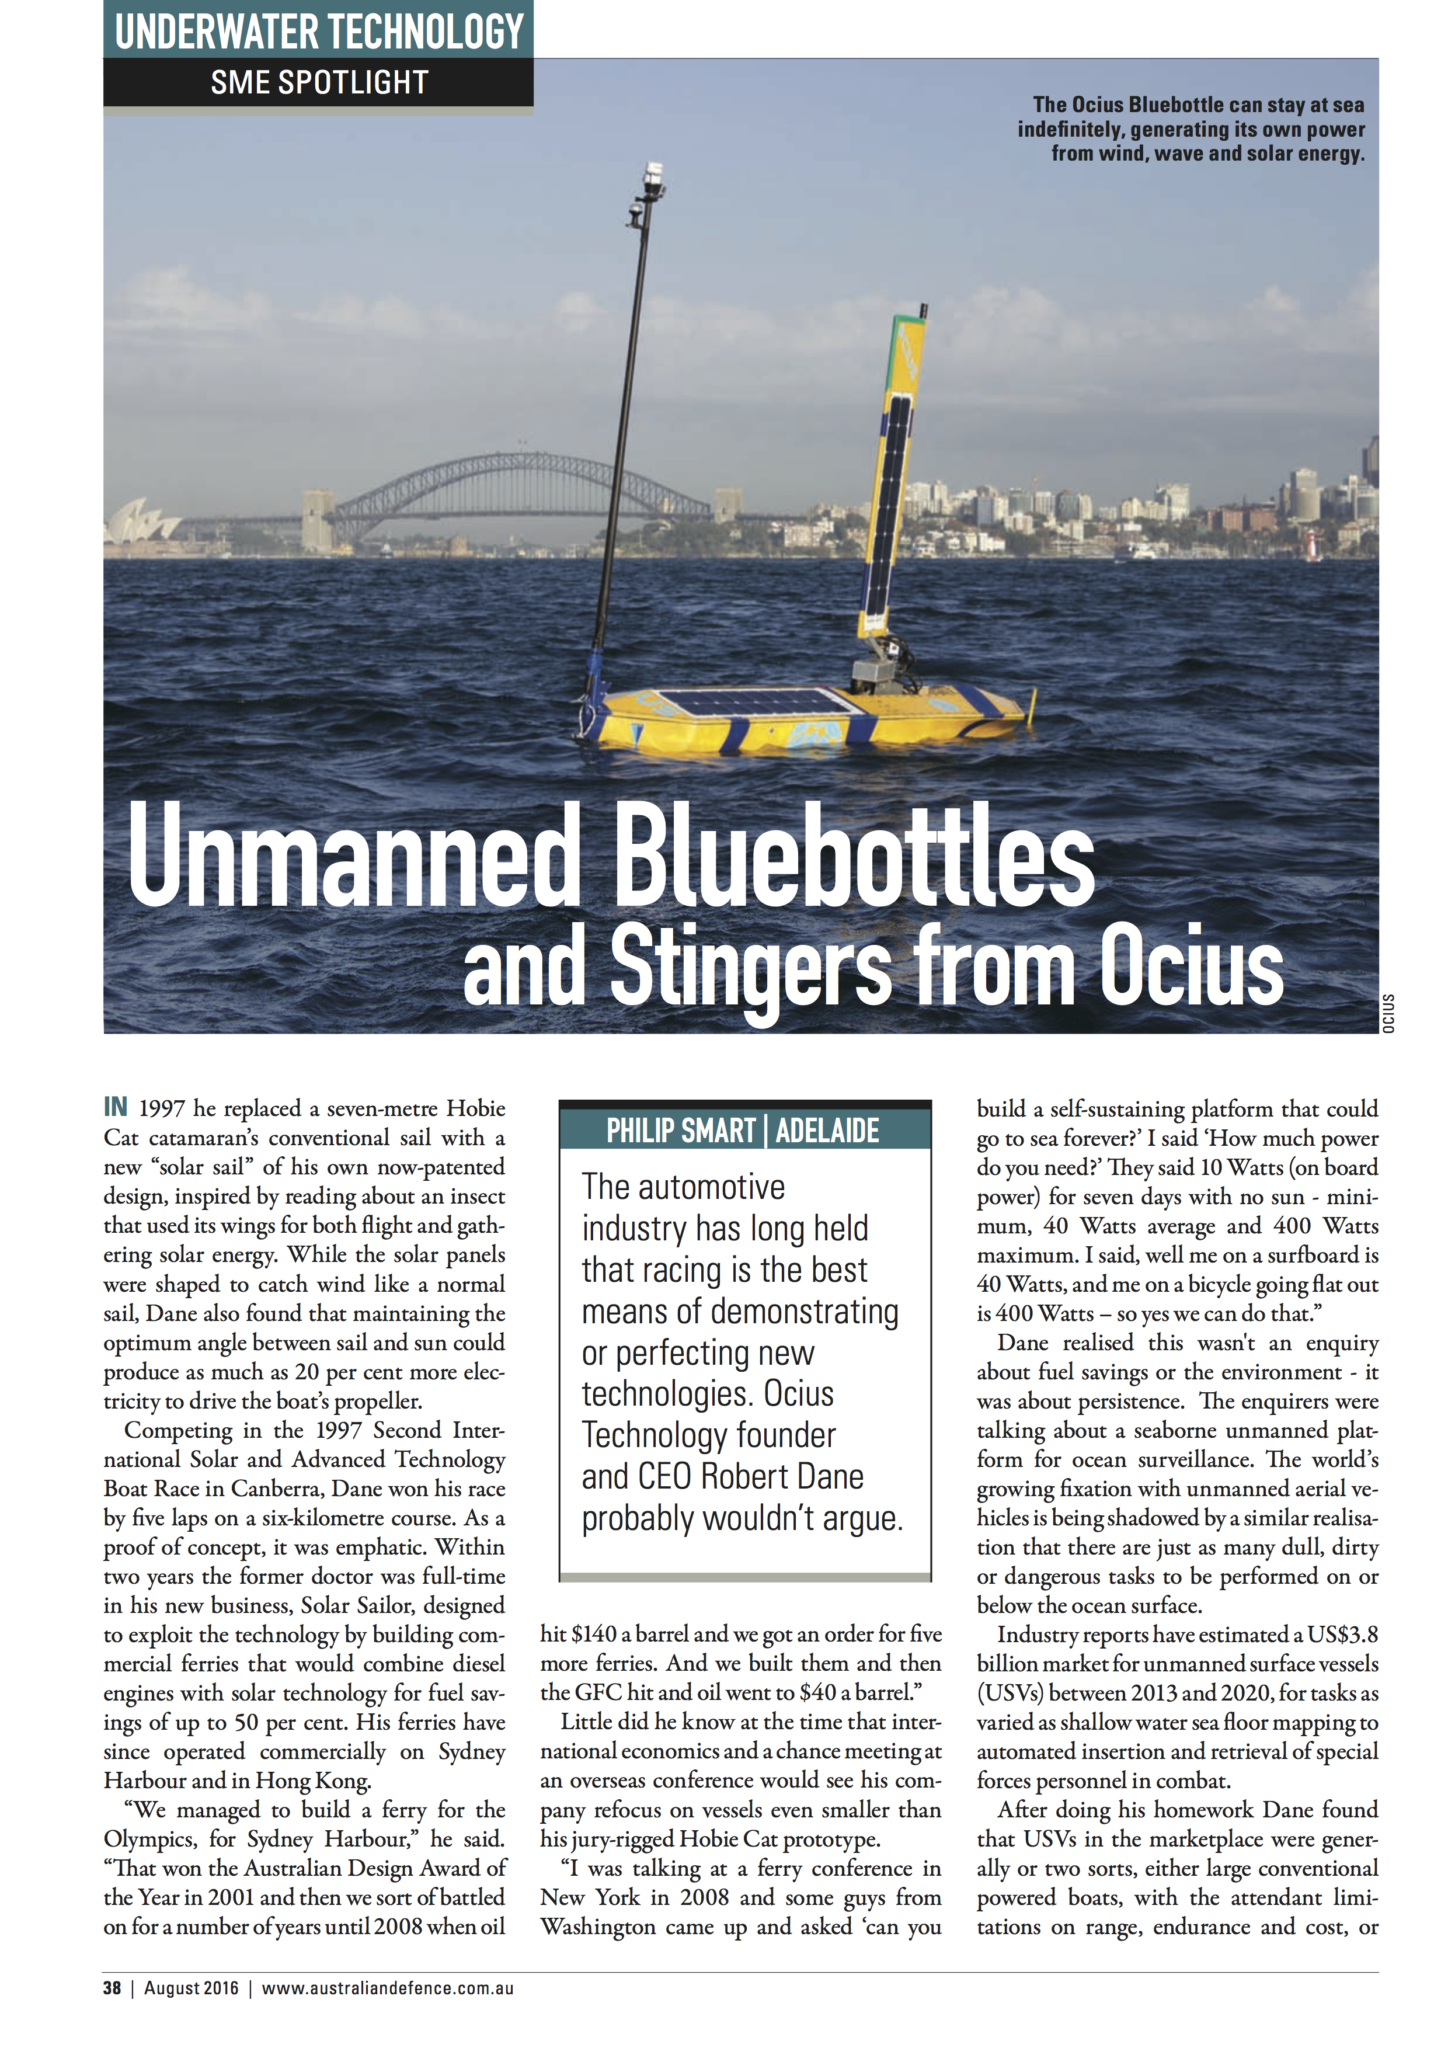 UNDERWATER TECHNOLOGY
SME SPOTLIGHT
The Ocius Bluebottle can stay at sea
indefinitely, generating its own power
from wind, wave and solar energy.
Unmanned Bluebottles
and Stingers from Ocius
OCIUS
IN 1997 he replaced a seven-metre Hobie
Cat catamaran's conventional sail with a
new “solar sail” of his own now-patented
design, inspired by reading about an insect
that used its wings for both flight and gath-
ering solar energy. While the solar panels
were shaped to catch wind like a normal
sail, Dane also found that maintaining the
optimum angle between sail and sun could
produce as much as 20 per cent more elec-
tricity to drive the boat's propeller.
Competing in the 1997 Second Inter-
national Solar and Advanced Technology
Boat Race in Canberra, Dane won his race
by five laps on a six-kilometre course. As a
proof of concept, it was emphatic. Within
two years the former doctor was full-time
in his new business, Solar Sailor, designed
to exploit the technology by building com-
mercial ferries that would combine diesel
engines with solar technology for fuel sav-
ings of up to 50 per cent. His ferries have
since operated commercially on Sydney
Harbour and in Hong Kong.
“We managed to build a ferry for the
Olympics, for Sydney Harbour,” he said.
“That won the Australian Design Award of
the Year in 2001 and then we sort of battled
on for a number of years until 2008 when oil
PHILIP SMART | ADELAIDE
The automotive
industry has long held
that racing is the best
means of demonstrating
or perfecting new
technologies. Ocius
Technology founder
and CEO Robert Dane
probably wouldn't argue.
hit $140 a barrel and we got an order for five
more ferries. And we built them and then
the GFC hit and oil went to $40 a barrel.”
Little did he know at the time that inter-
national economics and a chance meeting at
an overseas conference would see his com-
pany refocus on vessels even smaller than
his jury-rigged Hobie Cat prototype.
“I was talking at a ferry conference in
New York in 2008 and some guys from
Washington came up and asked ‘can you
build a self-sustaining platform that could
go to sea forever?’ I said ‘How much power
do you need?’ They said 10 Watts (on board
power) for seven days with no sun - mini-
mum, 40 Watts average and 400 Watts
maximum. I said, well me on a surfboard is
40 Watts, and me on a bicycle going flat out
is 400 Watts – so yes we can do that.”
Dane realised this wasn't an enquiry
about fuel savings or the environment - it
was about persistence. The enquirers were
talking about a seaborne unmanned plat-
form for ocean surveillance. The world's
growing fixation with unmanned aerial ve-
hicles is being shadowed by a similar realisa-
tion that there are just as many dull, dirty
or dangerous tasks to be performed on or
below the ocean surface.
Industry reports have estimated a US$3.8
billion market for unmanned surface vessels
(USVs) between 2013 and 2020, for tasks as
varied as shallow water sea floor mapping to
automated insertion and retrieval of special
forces personnel in combat.
After doing his homework Dane found
that USVs in the marketplace were gener-
ally or two sorts, either large conventional
powered boats, with the attendant limi-
tations on range, endurance and cost, or
38 | August 2016 | www.australiandefence.com.au